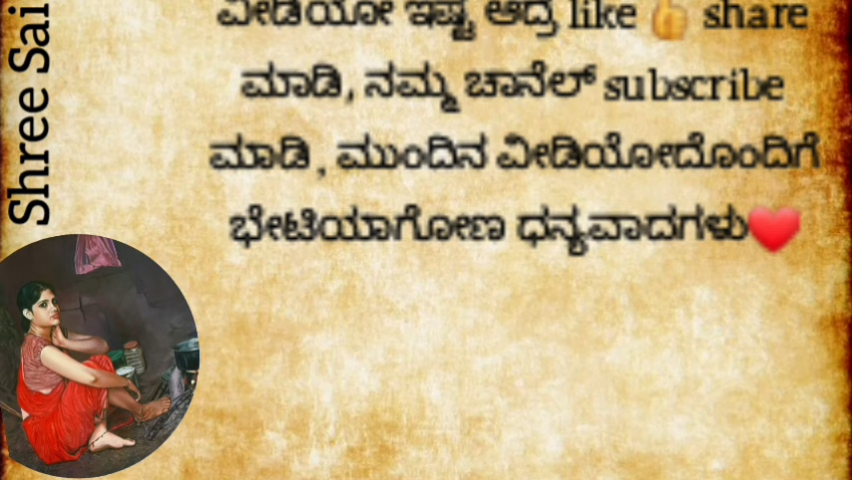 Shree Sai
ವೀಡಿಯೋ ಇಷ್ಟ ಆದ್ರೆ like 👍 share
ಮಾಡಿ, ನಮ್ಮ ಚಾನೆಲ್ subscribe
ಮಾಡಿ, ಮುಂದಿನ ವೀಡಿಯೋದೊಂದಿಗೆ
ಭೇಟಿಯಾಗೋಣ ಧನ್ಯವಾದಗಳು❤️